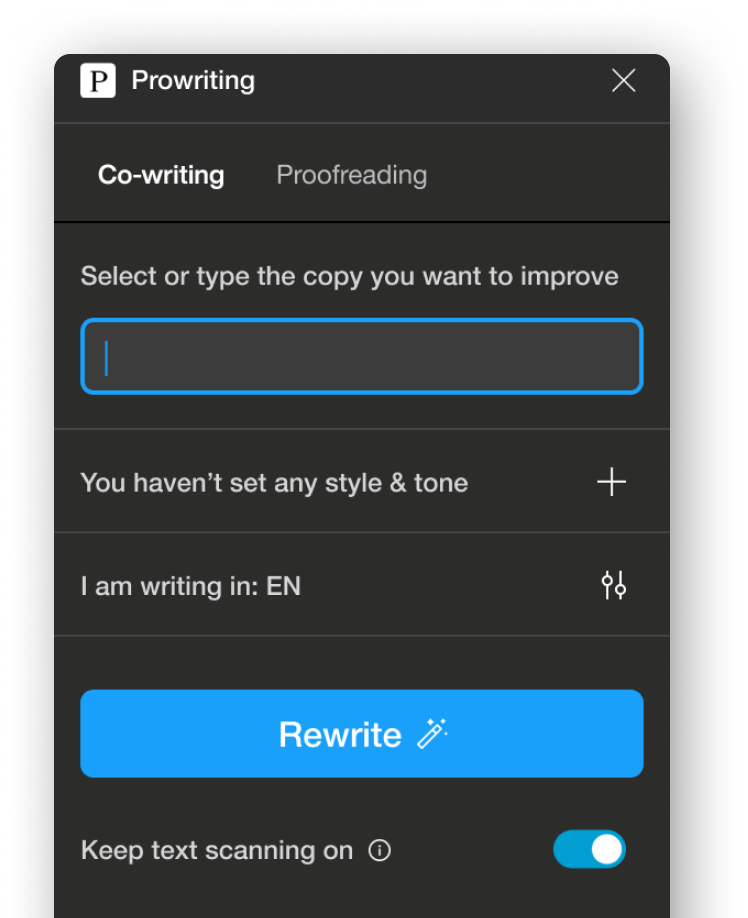 P Prowriting
Co-writing Proofreading
Select or type the copy you want to improve
You haven’t set any style & tone
I am writing in: EN
Rewrite
Keep text scanning on